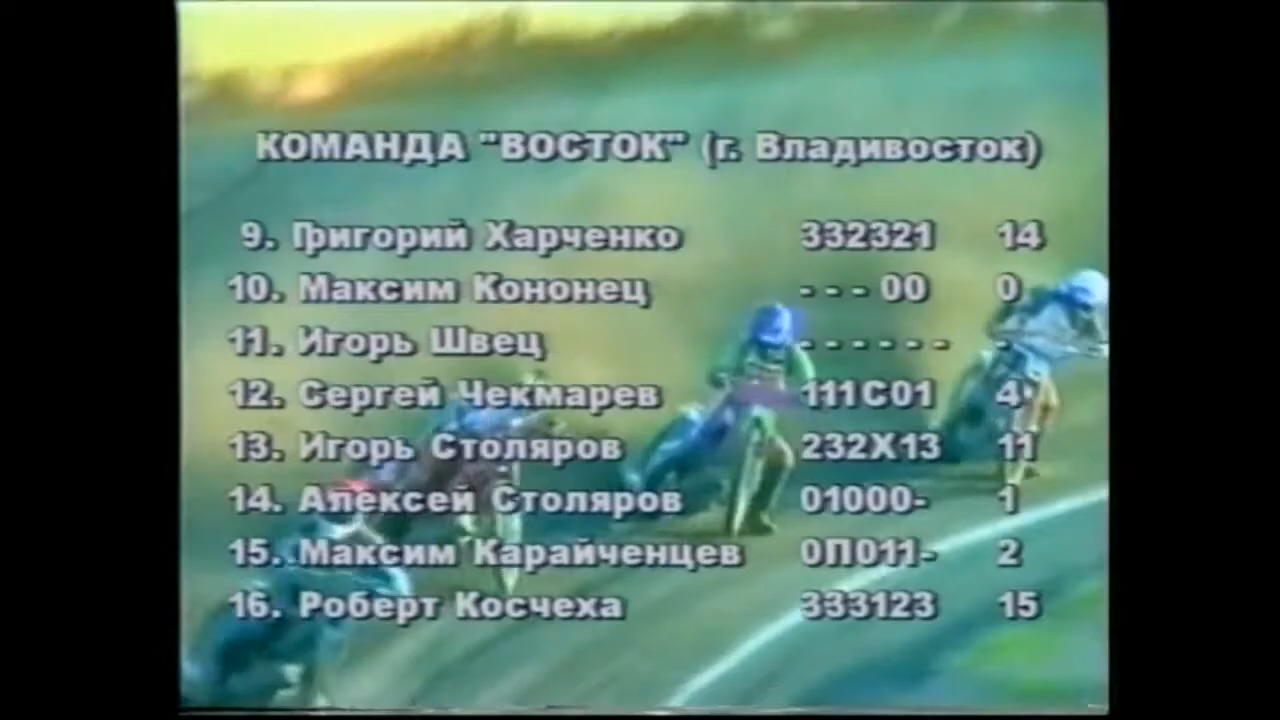 КОМАНДА "ВОСТОК" (г. Владивосток)
9. Григорий Харченко 332321 14
10. Максим Кононец - - - 00 0
11. Игорь Швец - - - - - - -
12. Сергей Чекмарев 111С01 4
13. Игорь Столяров 232Х13 11
14. Алексей Столяров 01000- 1
15. Максим Карайченцев 0П011- 2
16. Роберт Косчеха 333123 15